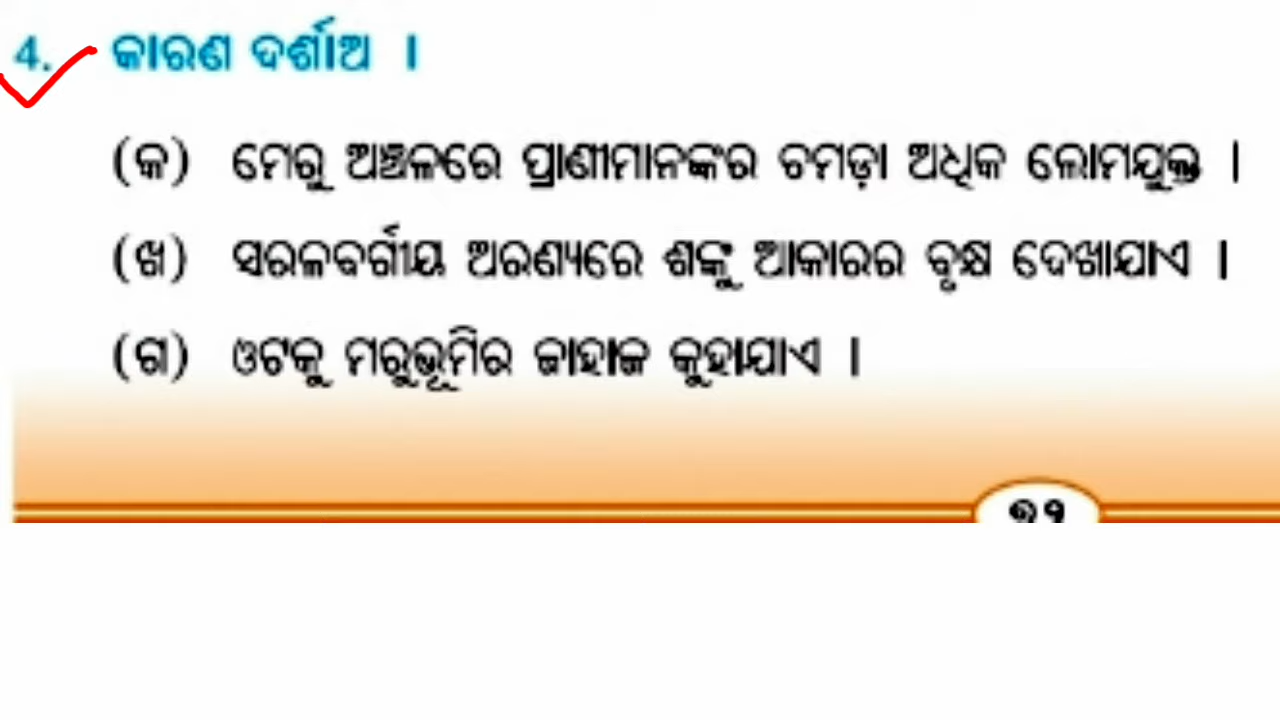 4. କାରଣ ଦର୍ଶାଅ ।
(କ) ମେରୁ ଅଞ୍ଚଳରେ ପ୍ରାଣୀମାନଙ୍କର ଚମଡ଼ା ଅଧିକ ଲୋମଯୁକ୍ତ ।
(ଖ) ସରଳବର୍ଗୀୟ ଅରଣ୍ୟରେ ଶଙ୍କୁ ଆକାରର ବୃକ୍ଷ ଦେଖାଯାଏ ।
(ଗ) ଓଟକୁ ମରୁଭୂମିର ଜାହାଜ କୁହାଯାଏ ।